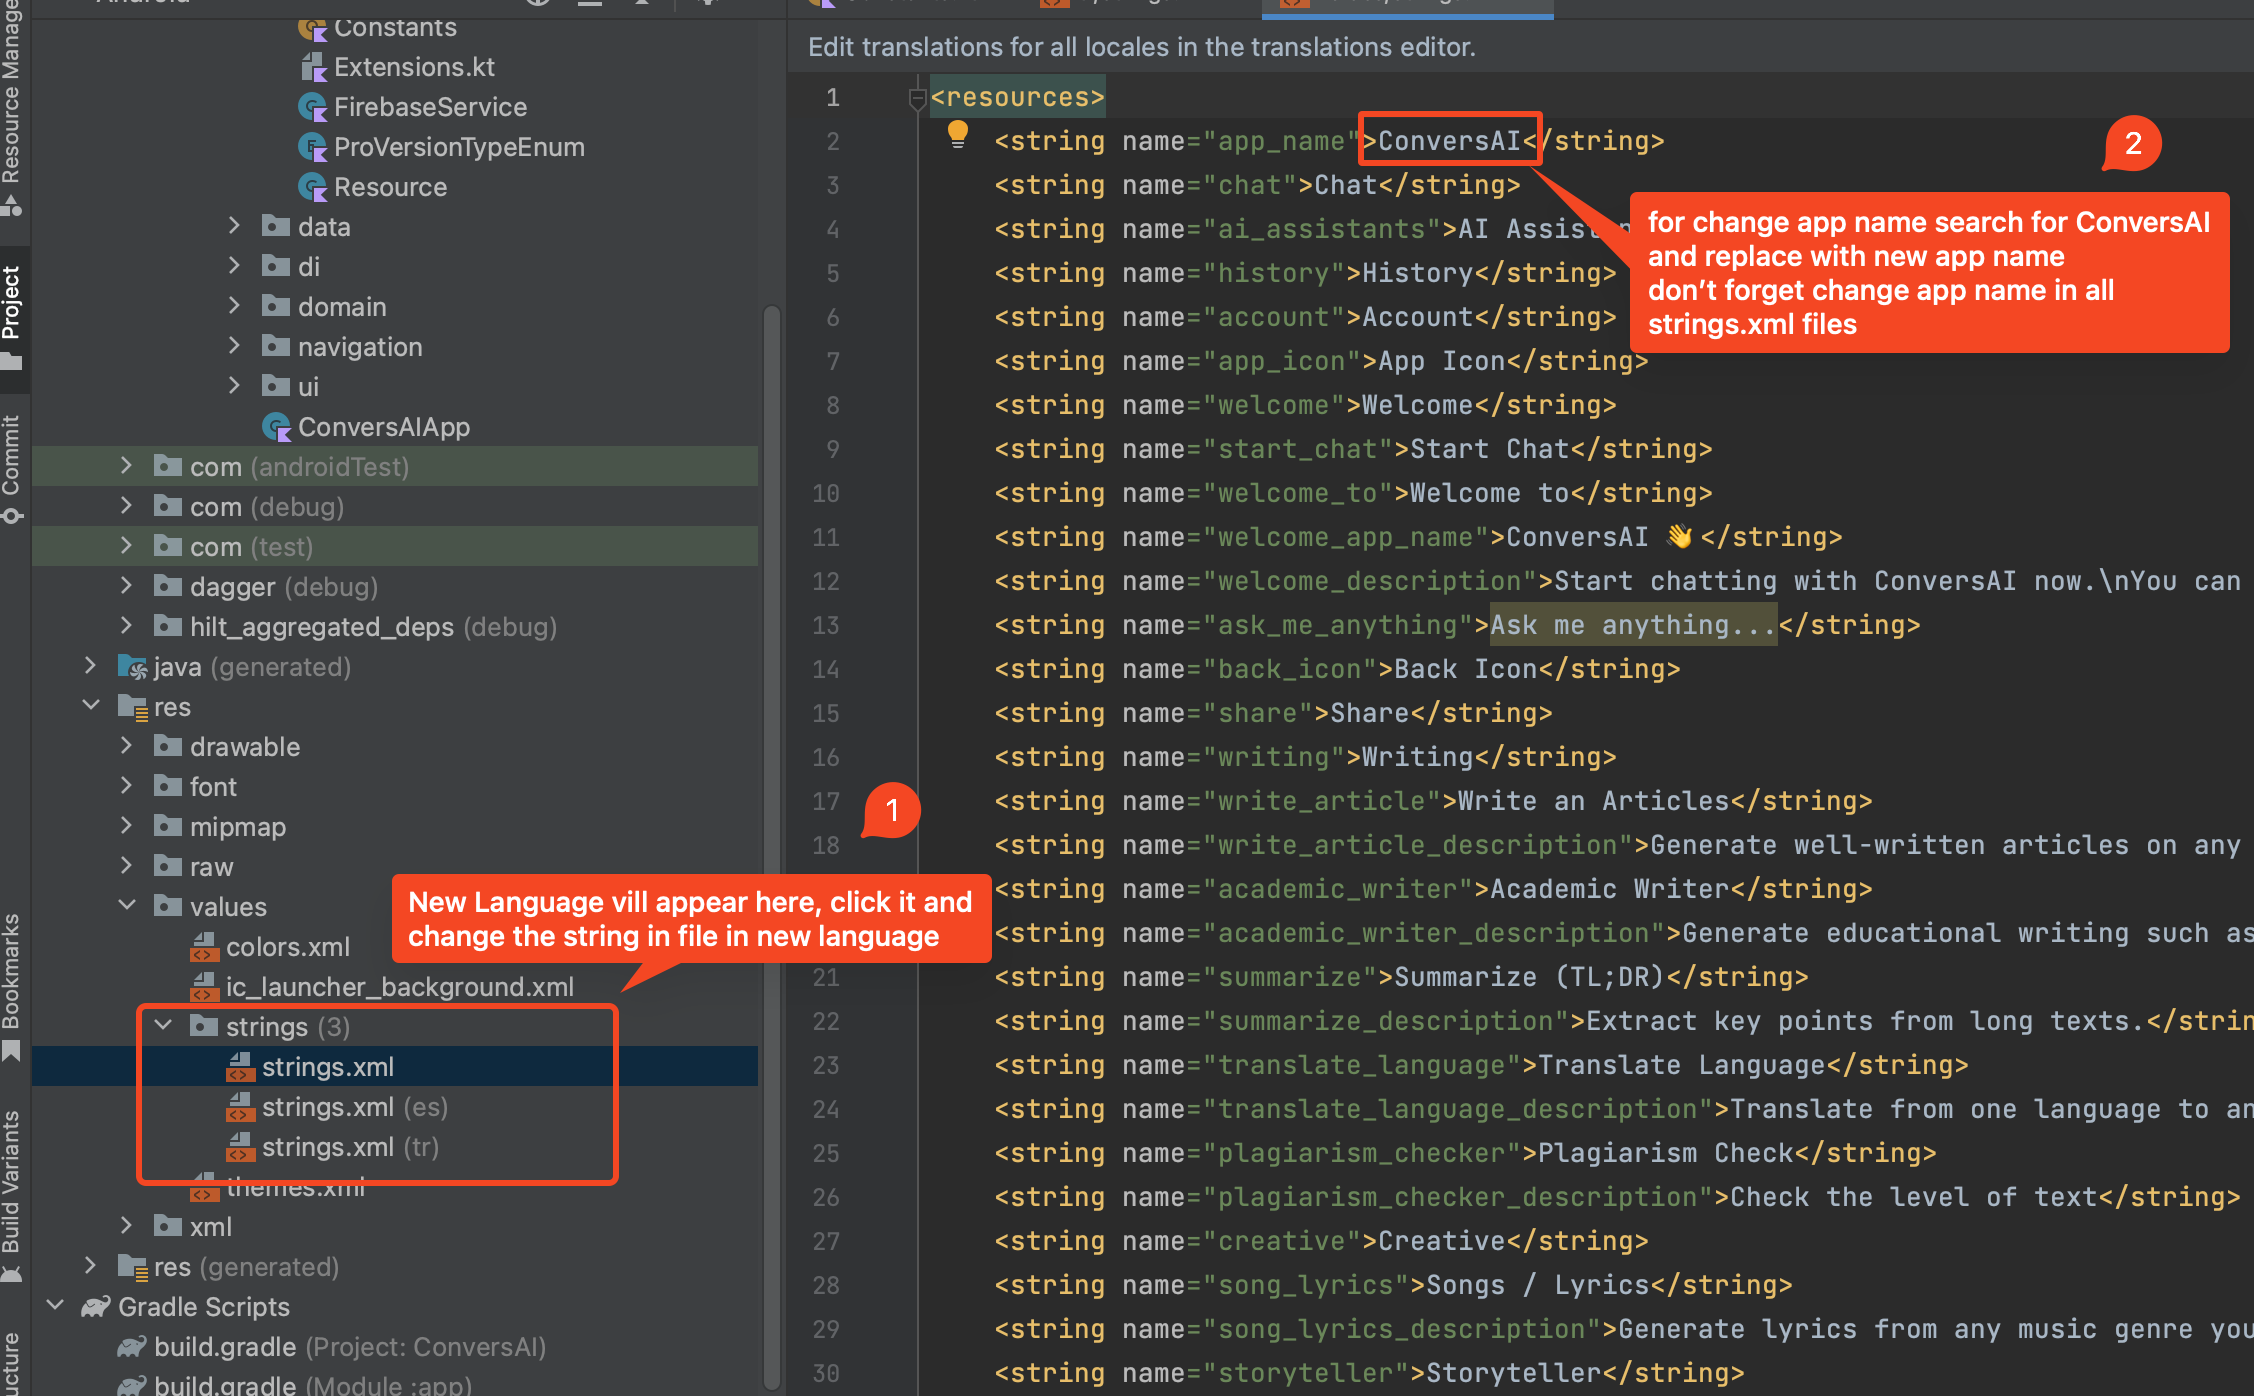 Resource Manage
Project
Commit
Bookmarks
Build Variants
ucture
Constants
Extensions.kt
FirebaseService
ProVersionTypeEnum
Resource
data
di
domain
navigation
ui
ConversAIApp
com (androidTest)
com (debug)
com (test)
dagger (debug)
hilt_aggregated_deps (debug)
java (generated)
res
drawable
font
mipmap
raw
values
colors.xml
ic_launcher_background.xml
strings (3)
strings.xml
strings.xml (es)
strings.xml (tr)
themes.xml
xml
res (generated)
Gradle Scripts
build.gradle (Project: ConversAI)
build.gradle (Module :app)
1
New Language vill appear here, click it and
change the string in file in new language
Edit translations for all locales in the translations editor.
1 <resources>
2 <string name="app_name">ConversAI</string>
3 <string name="chat">Chat</string>
4 <string name="ai_assistants">AI Assis
5 <string name="history">History</string>
6 <string name="account">Account</string>
7 <string name="app_icon">App Icon</string>
8 <string name="welcome">Welcome</string>
9 <string name="start_chat">Start Chat</string>
10 <string name="welcome_to">Welcome to</string>
11 <string name="welcome_app_name">ConversAI 👋</string>
12 <string name="welcome_description">Start chatting with ConversAI now.\nYou can
13 <string name="ask_me_anything">Ask me anything...</string>
14 <string name="back_icon">Back Icon</string>
15 <string name="share">Share</string>
16 <string name="writing">Writing</string>
17 <string name="write_article">Write an Articles</string>
18 <string name="write_article_description">Generate well-written articles on any
<string name="academic_writer">Academic Writer</string>
<string name="academic_writer_description">Generate educational writing such as
21 <string name="summarize">Summarize (TL;DR)</string>
22 <string name="summarize_description">Extract key points from long texts.</strin
23 <string name="translate_language">Translate Language</string>
24 <string name="translate_language_description">Translate from one language to an
25 <string name="plagiarism_checker">Plagiarism Check</string>
26 <string name="plagiarism_checker_description">Check the level of text</string>
27 <string name="creative">Creative</string>
28 <string name="song_lyrics">Songs / Lyrics</string>
29 <string name="song_lyrics_description">Generate lyrics from any music genre you
30 <string name="storyteller">Storyteller</string>
2
for change app name search for ConversAI
and replace with new app name
don't forget change app name in all
strings.xml files